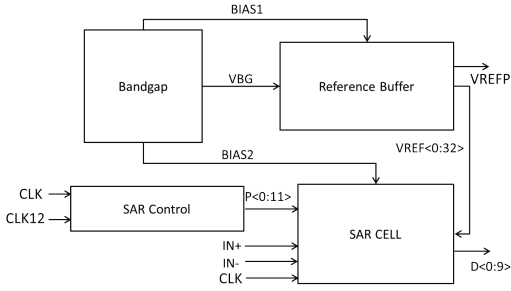 BIAS1
Bandgap
VBG
Reference Buffer
VREFP
VREF<0:32>
BIAS2
CLK
CLK12
SAR Control
P<0:11>
SAR CELL
IN+
IN-
CLK
D<0:9>